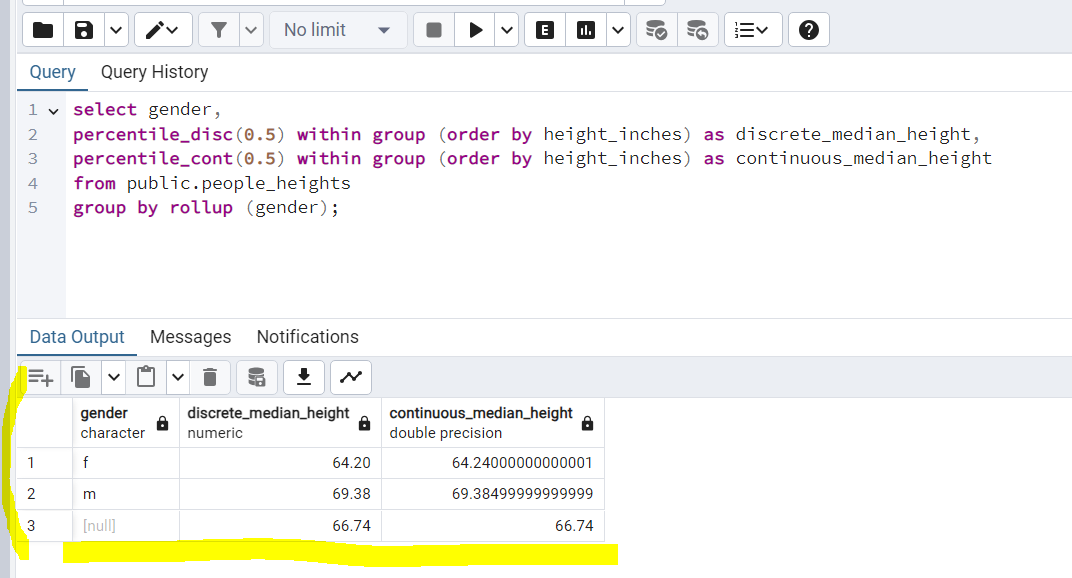 No limit
E
Query Query History
1 select gender,
2 percentile_disc(0.5) within group (order by height_inches) as discrete_median_height,
3 percentile_cont(0.5) within group (order by height_inches) as continuous_median_height
4 from public.people_heights
5 group by rollup (gender);
Data Output Messages Notifications
gender discrete_median_height continuous_median_height
character numeric double precision
1 f 64.20 64.24000000000001
2 m 69.38 69.38499999999999
3 [null] 66.74 66.74